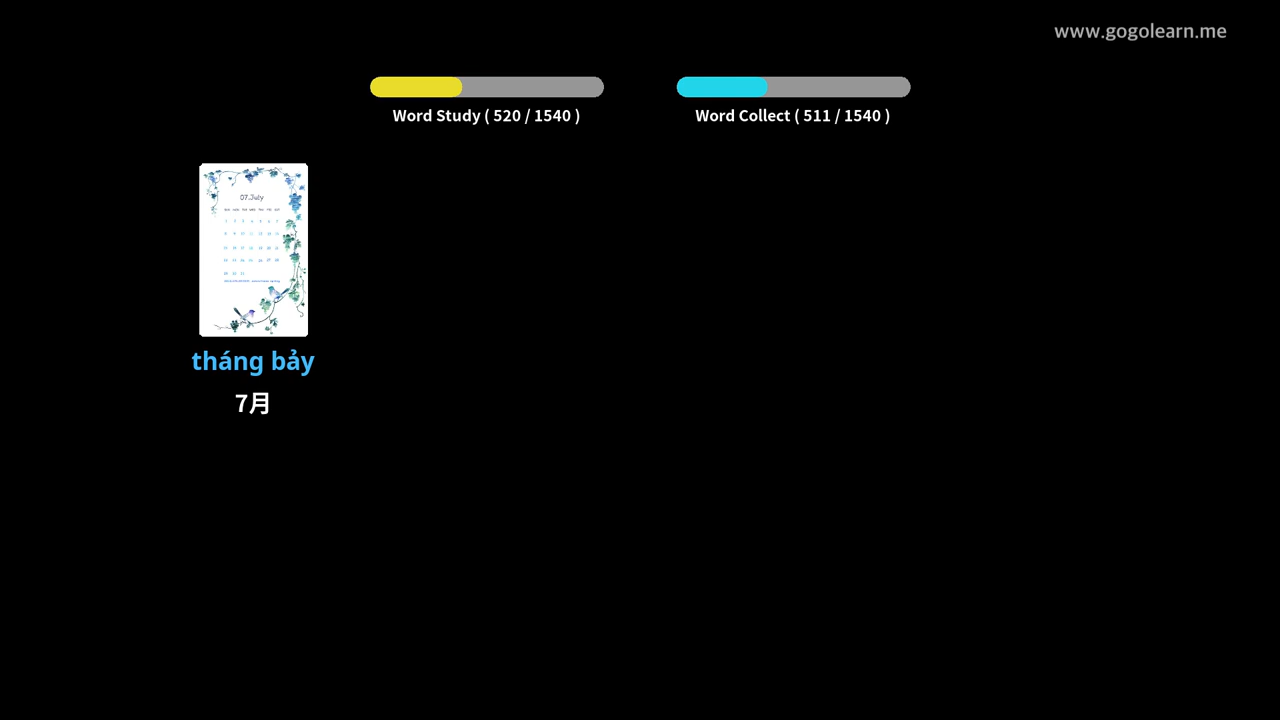 www.gogolearn.me
Word Study ( 520 / 1540 )
Word Collect ( 511 / 1540 )
07.July
tháng bảy
7月